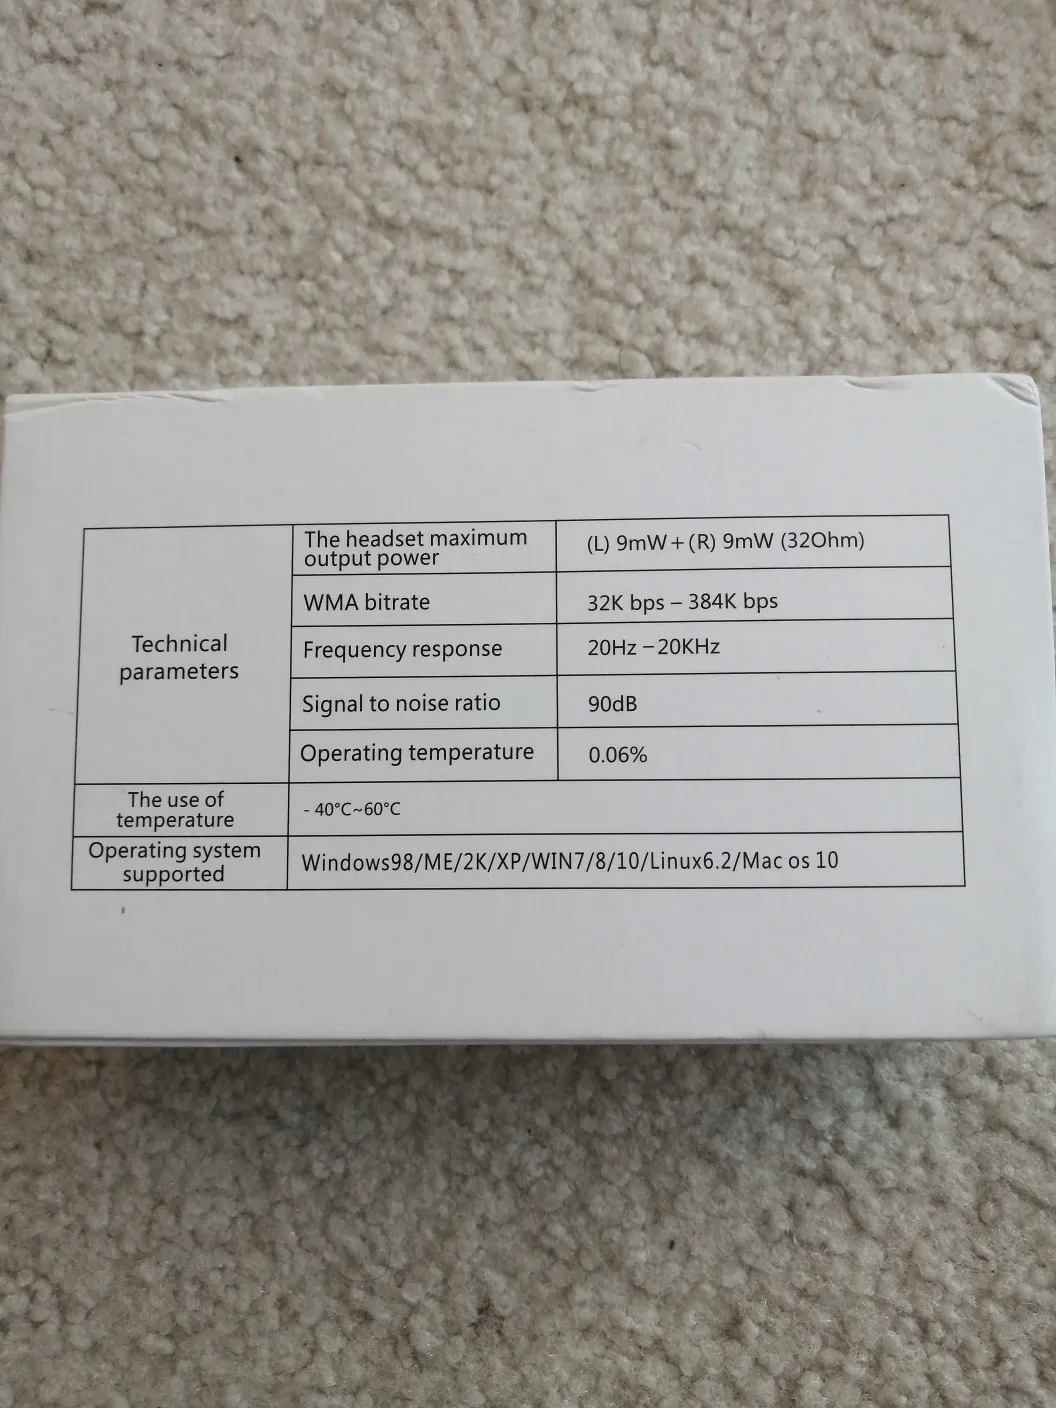 Technical
parameters
The headset maximum
output power
(L) 9mW+(R) 9mW (32Ohm)
WMA bitrate
32K bps – 384K bps
Frequency response
20Hz –20KHz
Signal to noise ratio
90dB
Operating temperature
0.06%
The use of
temperature
- 40°C~60°C
Operating system
supported
Windows98/ME/2K/XP/WIN7/8/10/Linux6.2/Mac os 10